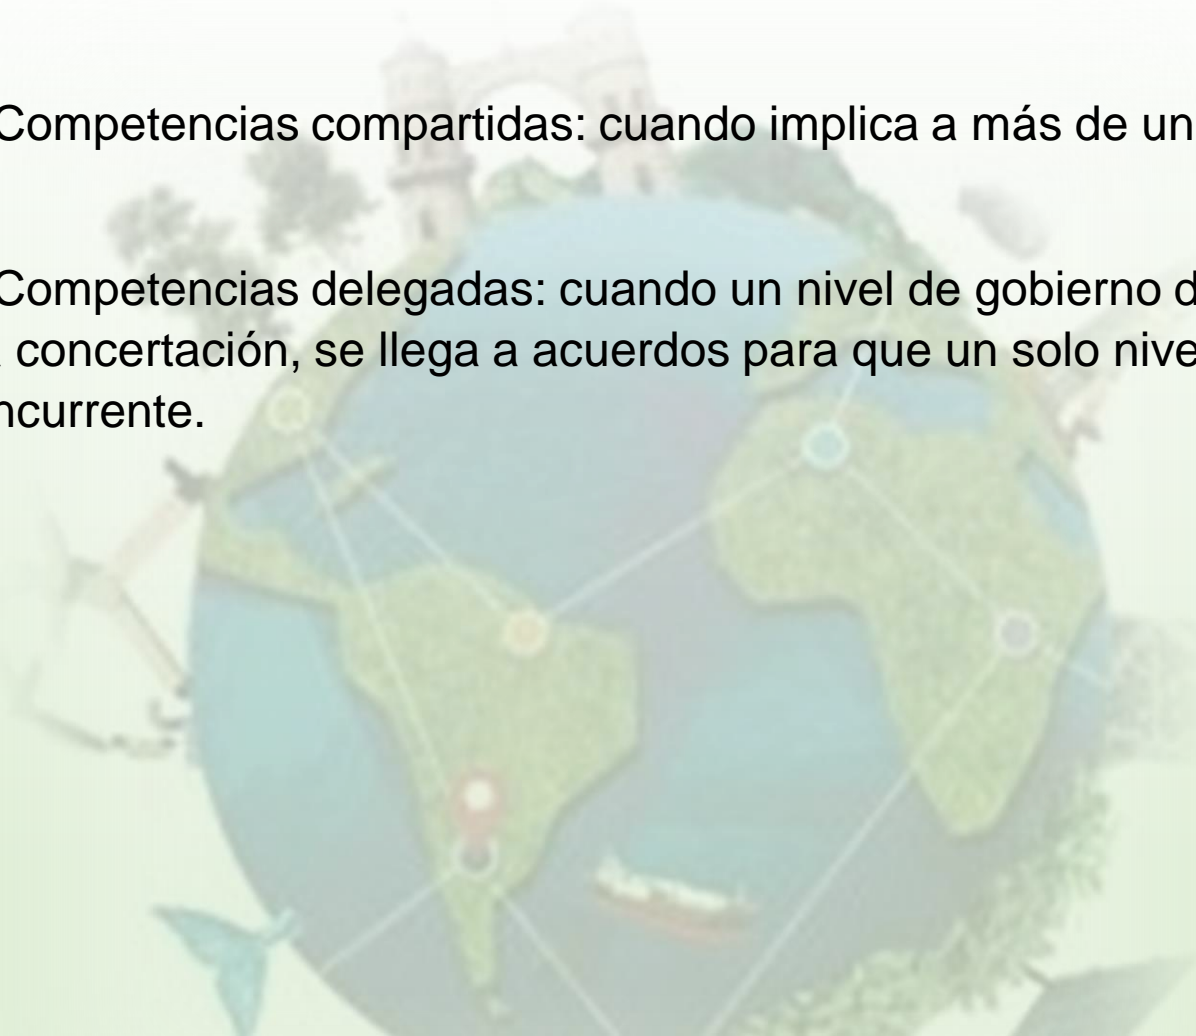 Competencias compartidas: cuando implica a más de un
Competencias delegadas: cuando un nivel de gobierno d
concertación, se llega a acuerdos para que un solo nive
ncurrente.